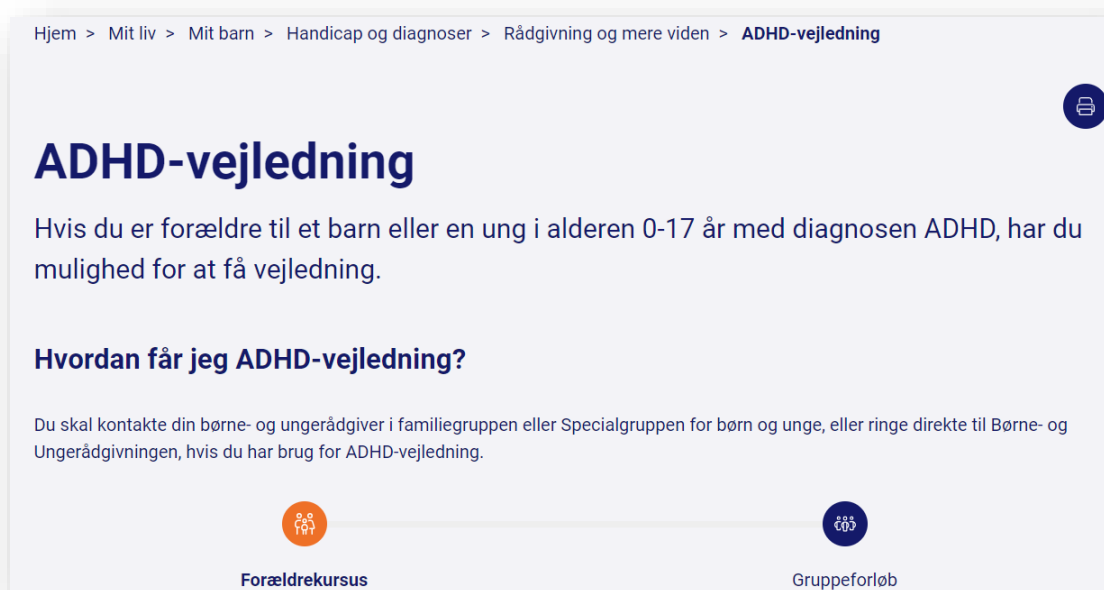 Hjem > Mit liv > Mit barn > Handicap og diagnoser > Rådgivning og mere viden > ADHD-vejledning
ADHD-vejledning
Hvis du er forældre til et barn eller en ung i alderen 0-17 år med diagnosen ADHD, har du
mulighed for at få vejledning.
Hvordan får jeg ADHD-vejledning?
Du skal kontakte din børne- og ungerådgiver i familiegruppen eller Specialgruppen for børn og unge, eller ringe direkte til Børne- og
Ungerådgivningen, hvis du har brug for ADHD-vejledning.
Forældrekursus
Gruppeforløb